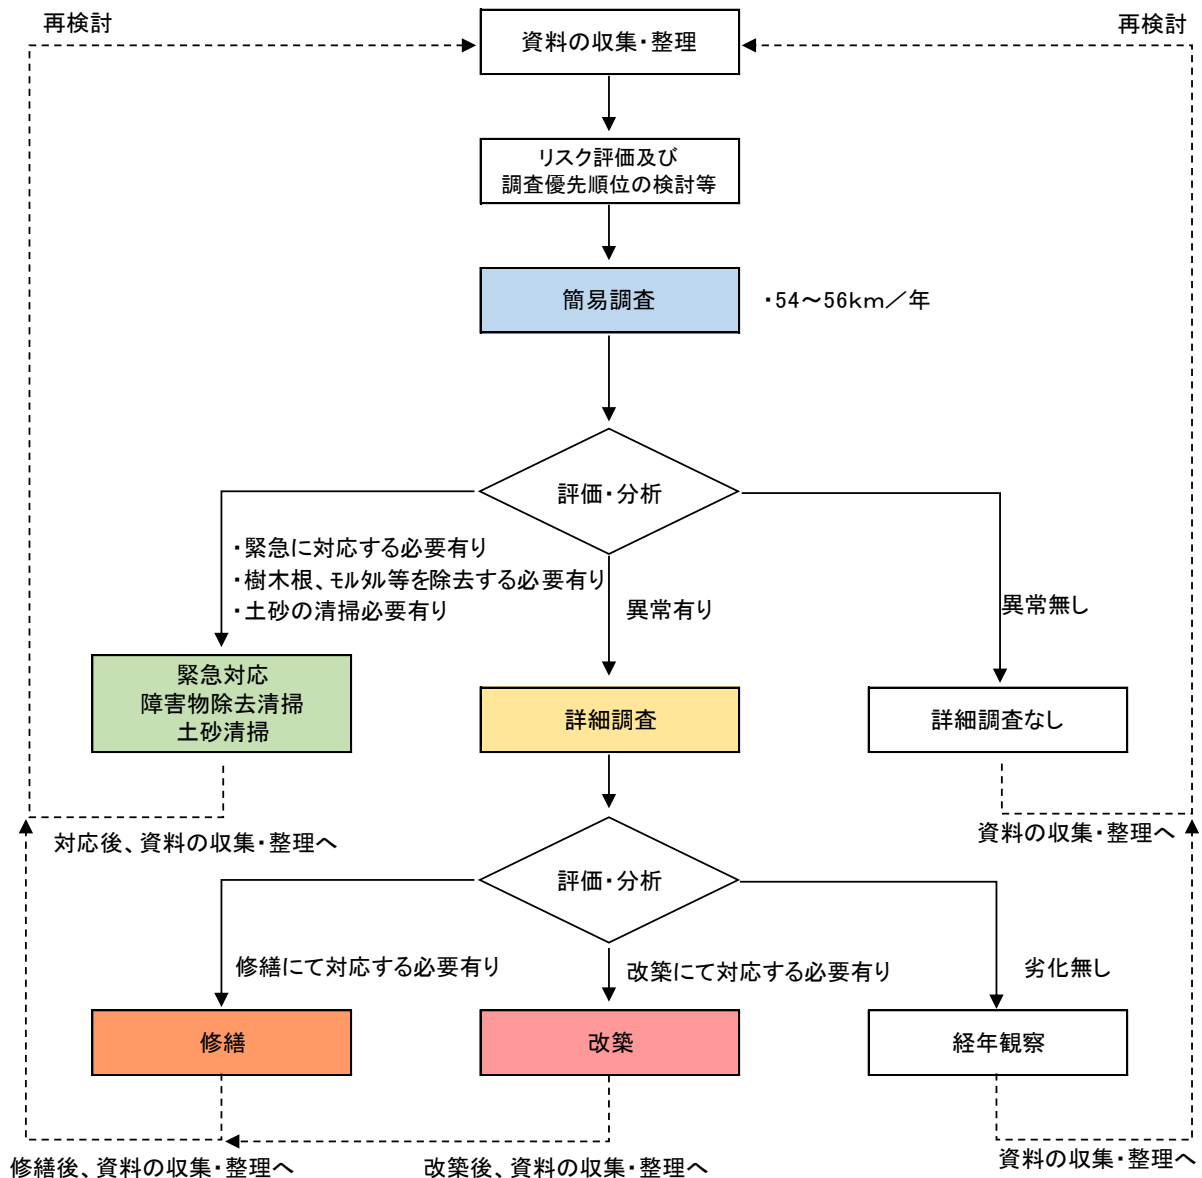 再検討
再検討
資料の収集・整理
リスク評価及び
調査優先順位の検討等
簡易調査
・54～56km／年
評価・分析
・緊急に対応する必要有り
・樹木根、ﾓﾙﾀﾙ等を除去する必要有り
・土砂の清掃必要有り
異常有り
異常無し
緊急対応
障害物除去清掃
土砂清掃
詳細調査
詳細調査なし
対応後、資料の収集・整理へ
資料の収集・整理へ
評価・分析
修繕にて対応する必要有り
改築にて対応する必要有り
劣化無し
修繕
改築
経年観察
修繕後、資料の収集・整理へ
改築後、資料の収集・整理へ
資料の収集・整理へ